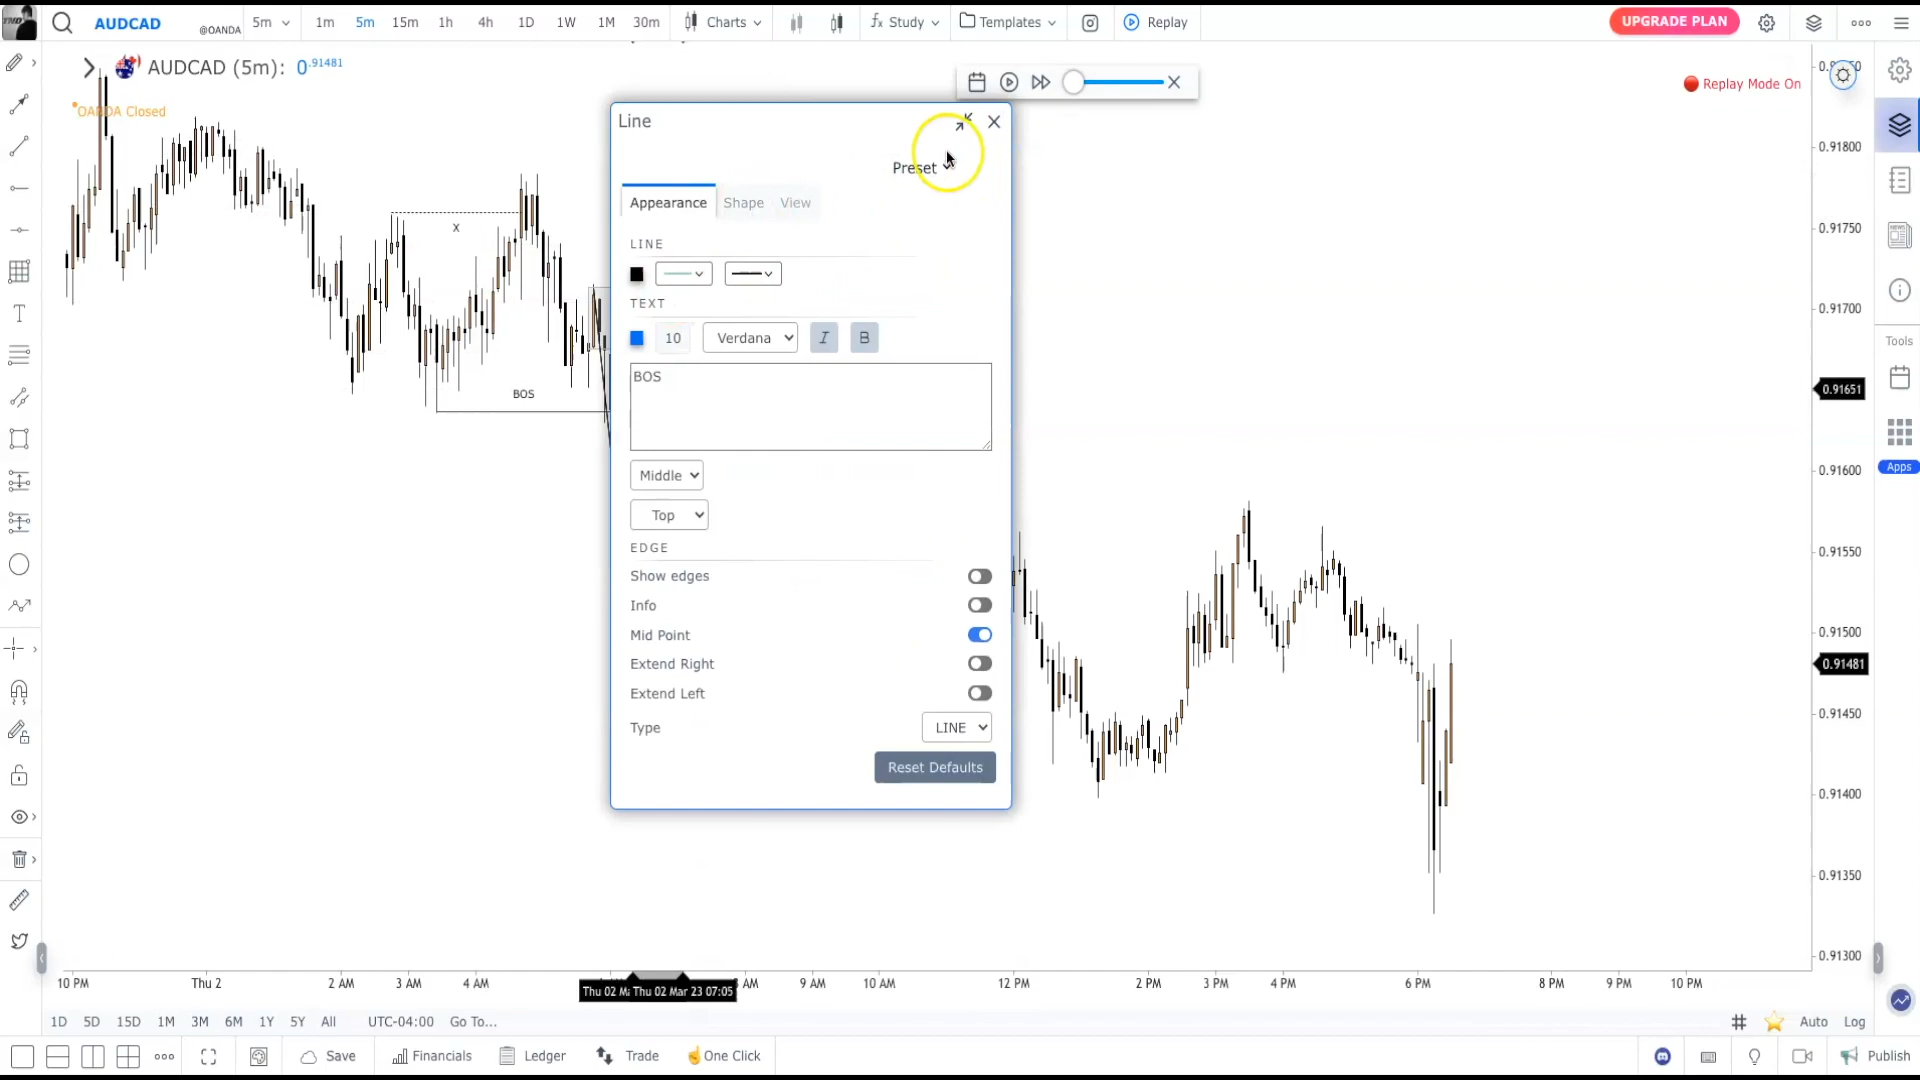 AUDCAD @OANDA 5m 1m 5m 15m 1h 4h 1D 1W 1M 30m Charts fx Study Templates Replay UPGRADE PLAN
AUDCAD (5m): 0.91481
OANDA Closed
Replay Mode On
Line
Preset
Appearance Shape View
LINE
TEXT
10 Verdana I B
BOS
Middle
Top
EDGE
Show edges
Info
Mid Point
Extend Right
Extend Left
Type LINE
Reset Defaults
X
BOS
0.91800
0.91750
0.91700
0.91651
0.91600
0.91550
0.91500
0.91481
0.91450
0.91400
0.91350
0.91300
NEWS
Tools
Apps
10 PM Thu 2 2 AM 3 AM 4 AM AM 9 AM 10 AM 12 PM 2 PM 3 PM 4 PM 6 PM 8 PM 9 PM 10 PM
Thu 02 Mar 23 07:05
1D 5D 15D 1M 3M 6M 1Y 5Y All UTC-04:00 Go To... Auto Log
Save Financials Ledger Trade One Click Publish